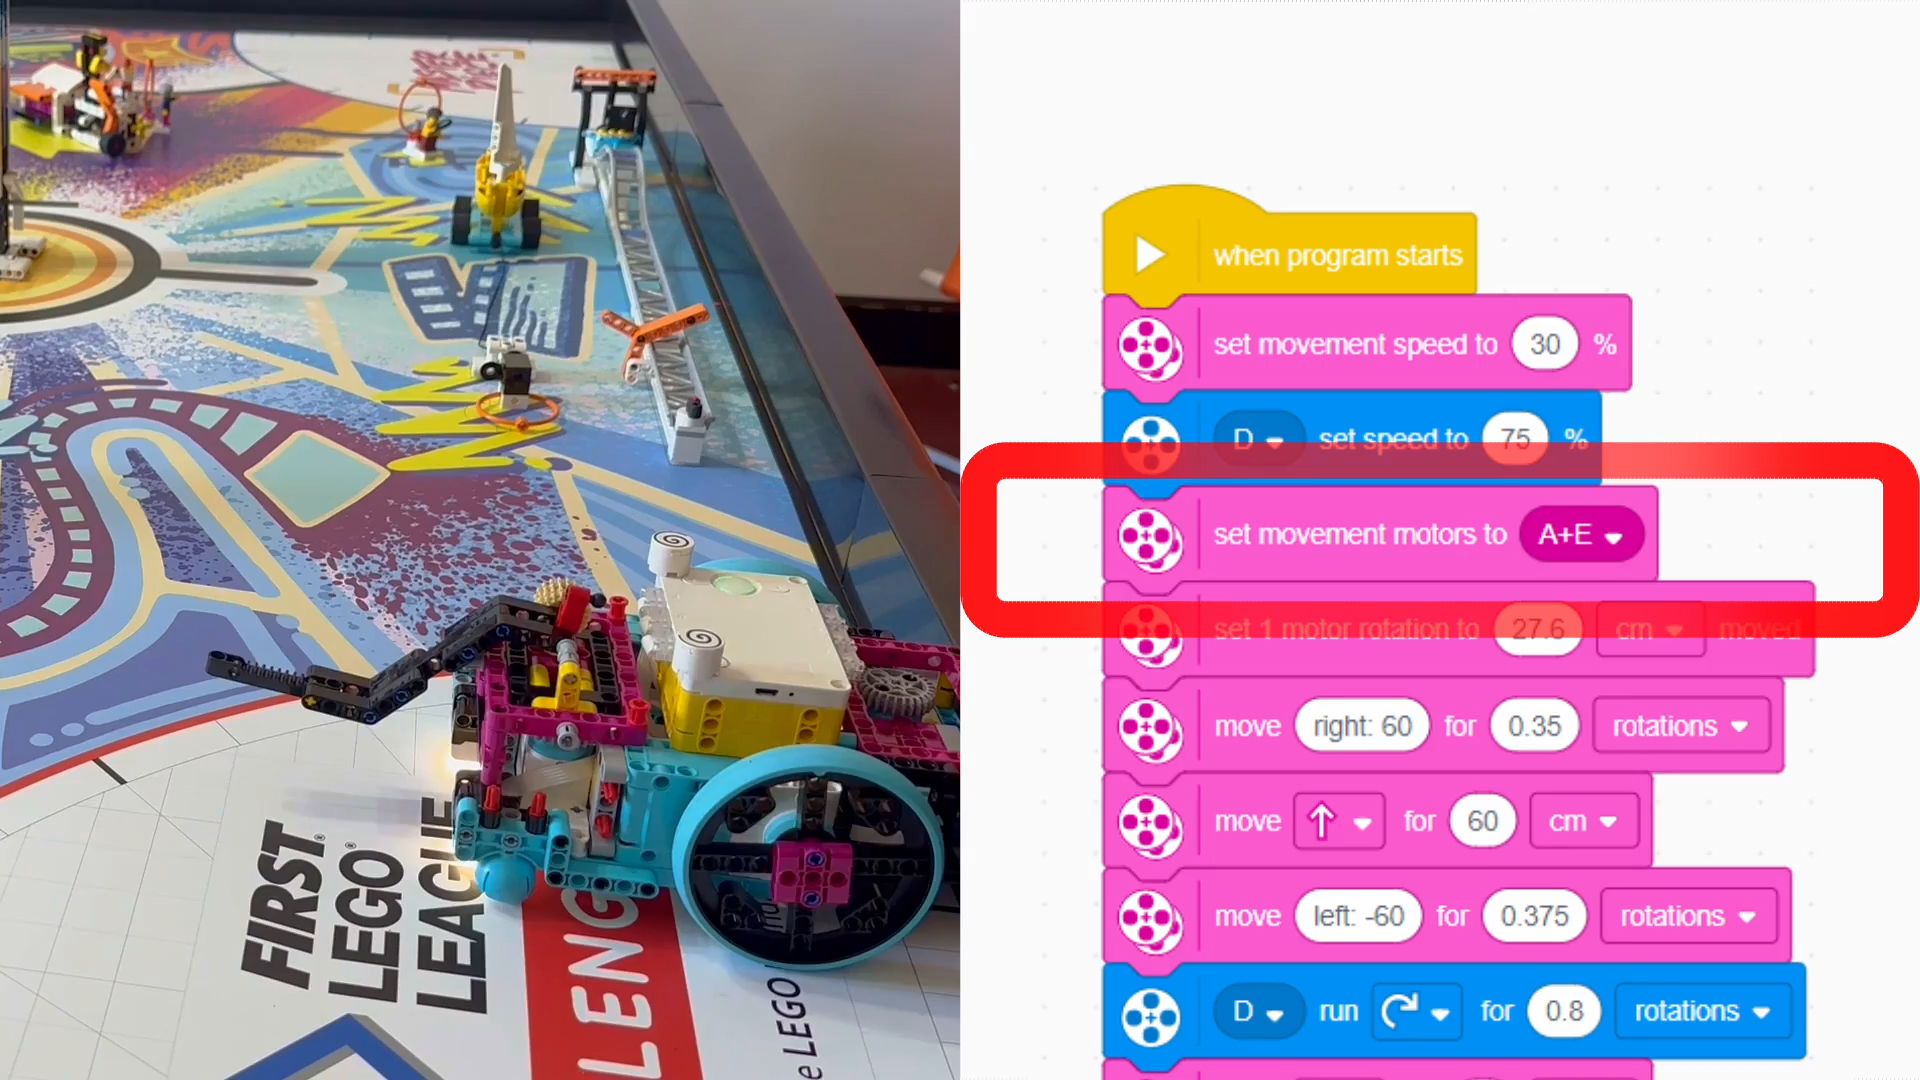 FIRST
LEGO
LEAGUE
LENG
e LEGO
when program starts
set movement speed to 30 %
D set speed to 75 %
set movement motors to A+E
set 1 motor rotation to 27.6 cm moved
move right: 60 for 0.35 rotations
move for 60 cm
move left: -60 for 0.375 rotations
D run for 0.8 rotations